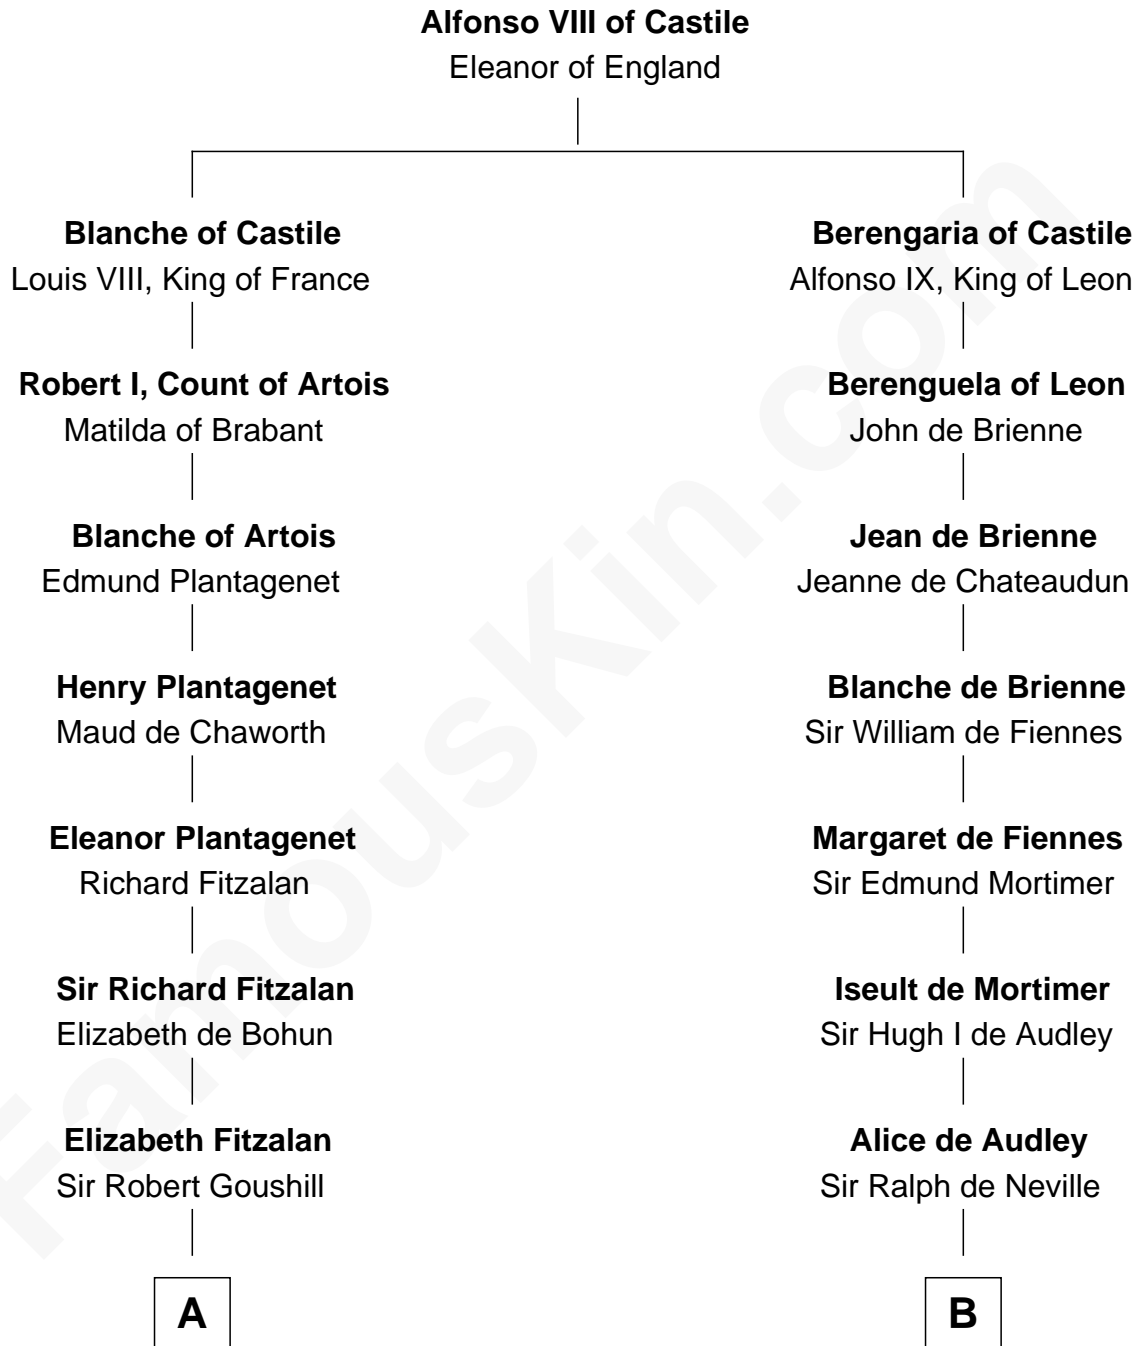 Alfonso VIII of Castile
Eleanor of England
Blanche of Castile
Louis VIII, King of France
Berengaria of Castile
Alfonso IX, King of Leon
Robert I, Count of Artois
Matilda of Brabant
Berenguela of Leon
John de Brienne
Blanche of Artois
Edmund Plantagenet
Jean de Brienne
Jeanne de Chateaudun
Henry Plantagenet
Maud de Chaworth
Blanche de Brienne
Sir William de Fiennes
Eleanor Plantagenet
Richard Fitzalan
Margaret de Fiennes
Sir Edmund Mortimer
Sir Richard Fitzalan
Elizabeth de Bohun
Iseult de Mortimer
Sir Hugh I de Audley
Elizabeth Fitzalan
Sir Robert Goushill
Alice de Audley
Sir Ralph de Neville
A
B
FamousKin.com